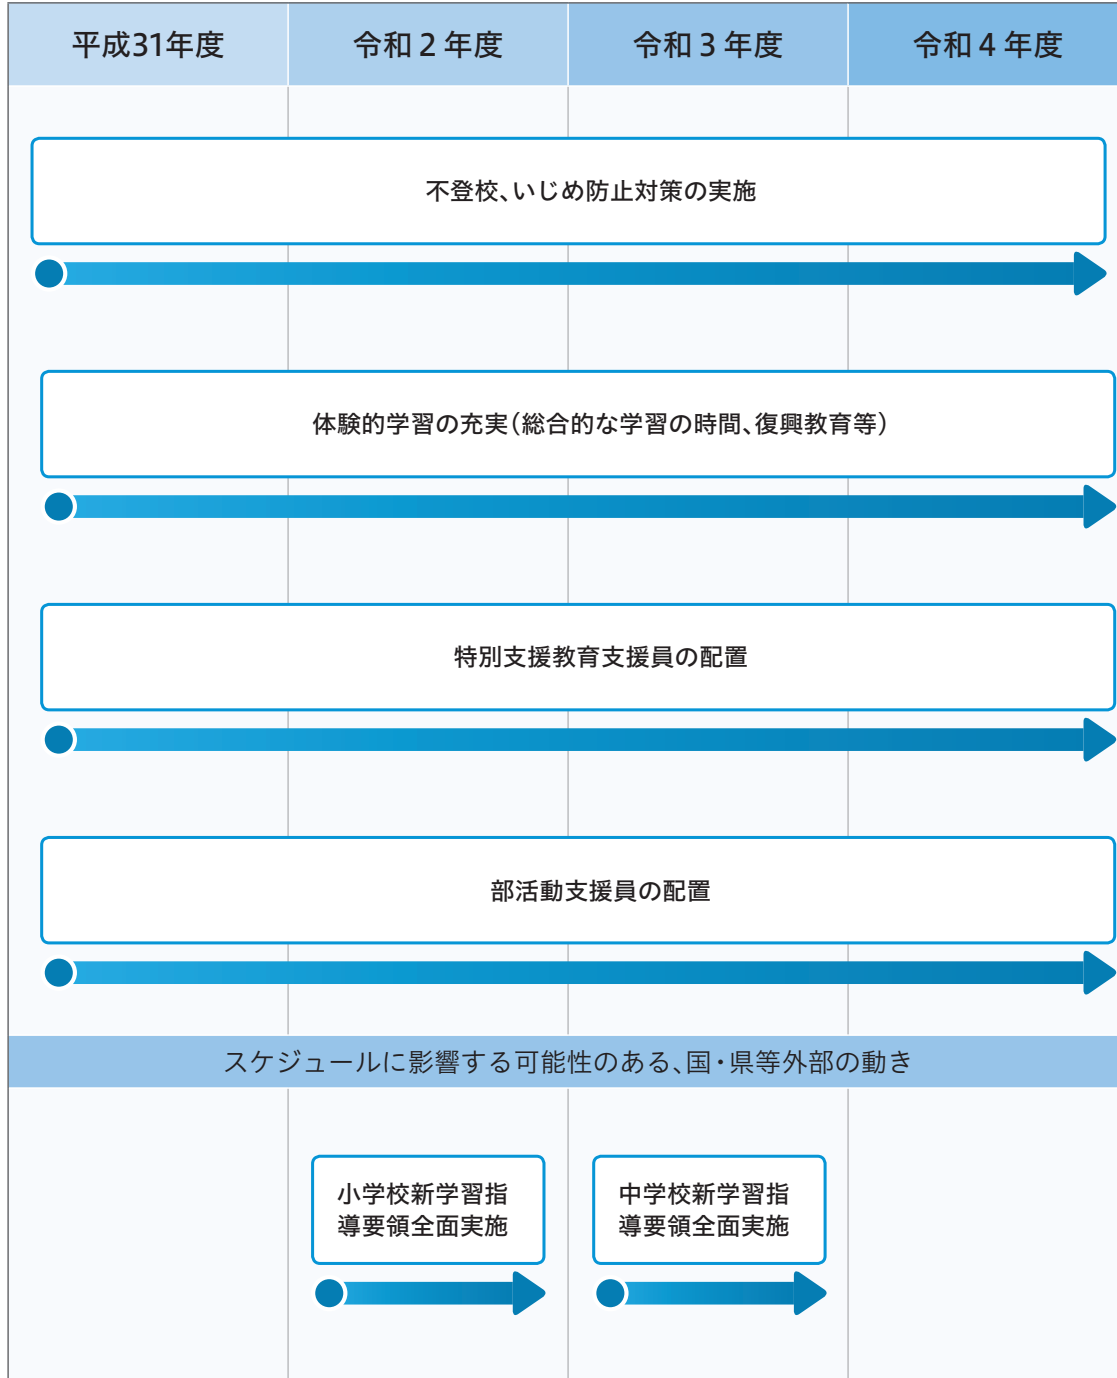 平成31年度
令和2年度
令和3年度
令和4年度
不登校、いじめ防止対策の実施
体験的学習の充実(総合的な学習の時間、復興教育等)
特別支援教育支援員の配置
部活動支援員の配置
スケジュールに影響する可能性のある、国・県等外部の動き
小学校新学習指
導要領全面実施
中学校新学習指
導要領全面実施